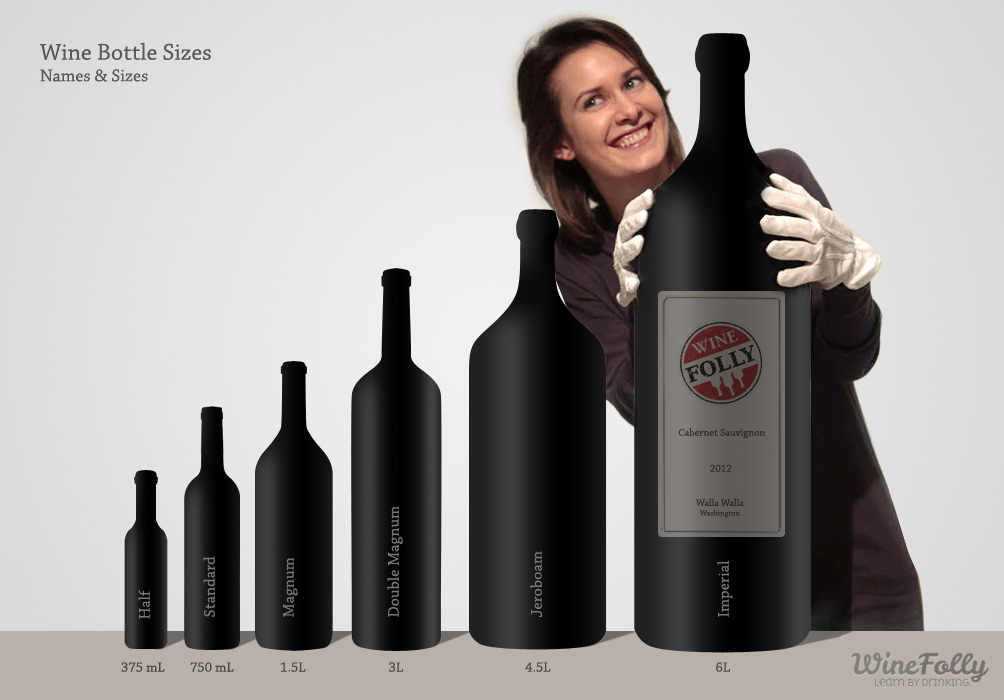 Wine Bottle Sizes
Names & Sizes
WINE
FOLLY
Cabernet Sauvignon
2012
Walla Walla
Washington
Half
Standard
Magnum
Double Magnum
Jeroboam
Imperial
375 mL
750 mL
1.5L
3L
4.5L
6L
WineFolly
LEARN BY DRINKING.